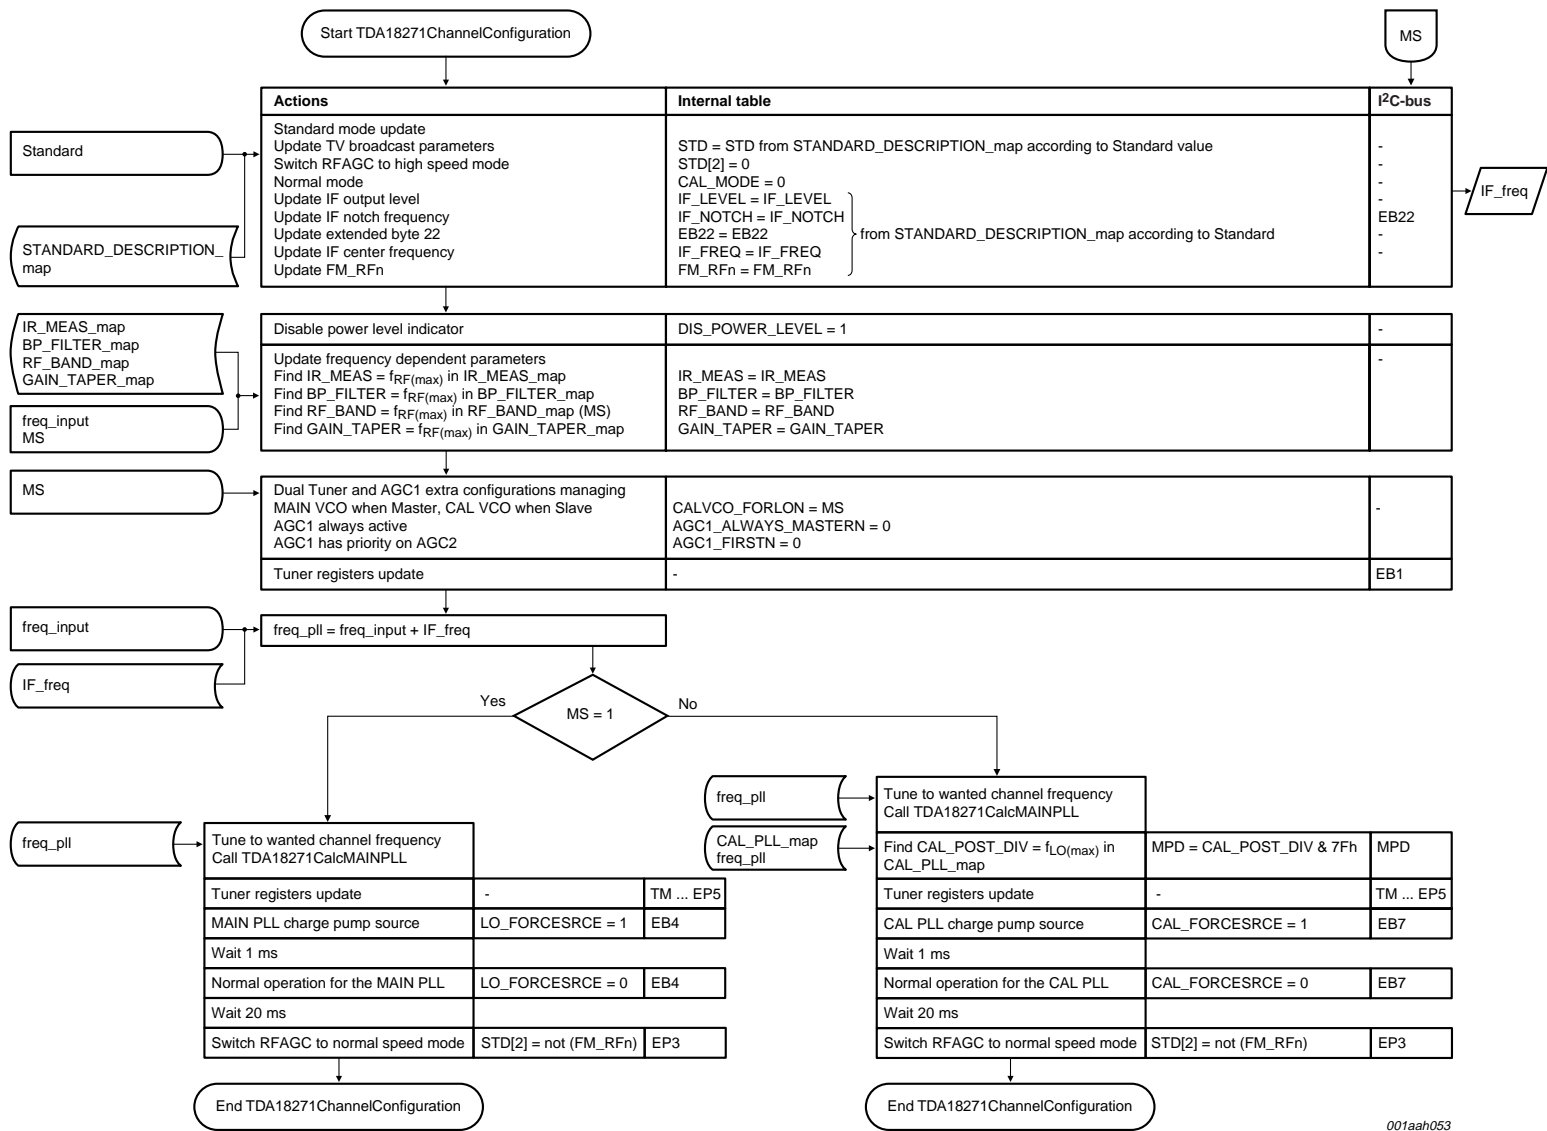 Start TDA18271ChannelConfiguration
MS
Actions Internal table I2C-bus
Standard
STANDARD_DESCRIPTION_
map
Standard mode update
Update TV broadcast parameters STD = STD from STANDARD_DESCRIPTION_map according to Standard value -
Switch RFAGC to high speed mode STD[2] = 0 -
Normal mode CAL_MODE = 0 -
Update IF output level IF_LEVEL = IF_LEVEL -
Update IF notch frequency IF_NOTCH = IF_NOTCH EB22
Update extended byte 22 EB22 = EB22 from STANDARD_DESCRIPTION_map according to Standard -
Update IF center frequency IF_FREQ = IF_FREQ -
Update FM_RFn FM_RFn = FM_RFn
IF_freq
IR_MEAS_map
BP_FILTER_map
RF_BAND_map
GAIN_TAPER_map
freq_input
MS
Disable power level indicator DIS_POWER_LEVEL = 1 -
Update frequency dependent parameters -
Find IR_MEAS = fRF(max) in IR_MEAS_map IR_MEAS = IR_MEAS
Find BP_FILTER = fRF(max) in BP_FILTER_map BP_FILTER = BP_FILTER
Find RF_BAND = fRF(max) in RF_BAND_map (MS) RF_BAND = RF_BAND
Find GAIN_TAPER = fRF(max) in GAIN_TAPER_map GAIN_TAPER = GAIN_TAPER
MS
Dual Tuner and AGC1 extra configurations managing
MAIN VCO when Master, CAL VCO when Slave CALVCO_FORLON = MS -
AGC1 always active AGC1_ALWAYS_MASTERN = 0
AGC1 has priority on AGC2 AGC1_FIRSTN = 0
Tuner registers update - EB1
freq_input
IF_freq
freq_pll = freq_input + IF_freq
MS = 1
Yes
No
freq_pll
Tune to wanted channel frequency
Call TDA18271CalcMAINPLL
Tuner registers update - TM ... EP5
MAIN PLL charge pump source LO_FORCESRCE = 1 EB4
Wait 1 ms
Normal operation for the MAIN PLL LO_FORCESRCE = 0 EB4
Wait 20 ms
Switch RFAGC to normal speed mode STD[2] = not (FM_RFn) EP3
End TDA18271ChannelConfiguration
freq_pll
CAL_PLL_map
freq_pll
Tune to wanted channel frequency
Call TDA18271CalcMAINPLL
Find CAL_POST_DIV = fLO(max) in MPD = CAL_POST_DIV & 7Fh MPD
CAL_PLL_map
Tuner registers update - TM ... EP5
CAL PLL charge pump source CAL_FORCESRCE = 1 EB7
Wait 1 ms
Normal operation for the CAL PLL CAL_FORCESRCE = 0 EB7
Wait 20 ms
Switch RFAGC to normal speed mode STD[2] = not (FM_RFn) EP3
End TDA18271ChannelConfiguration
001aah053